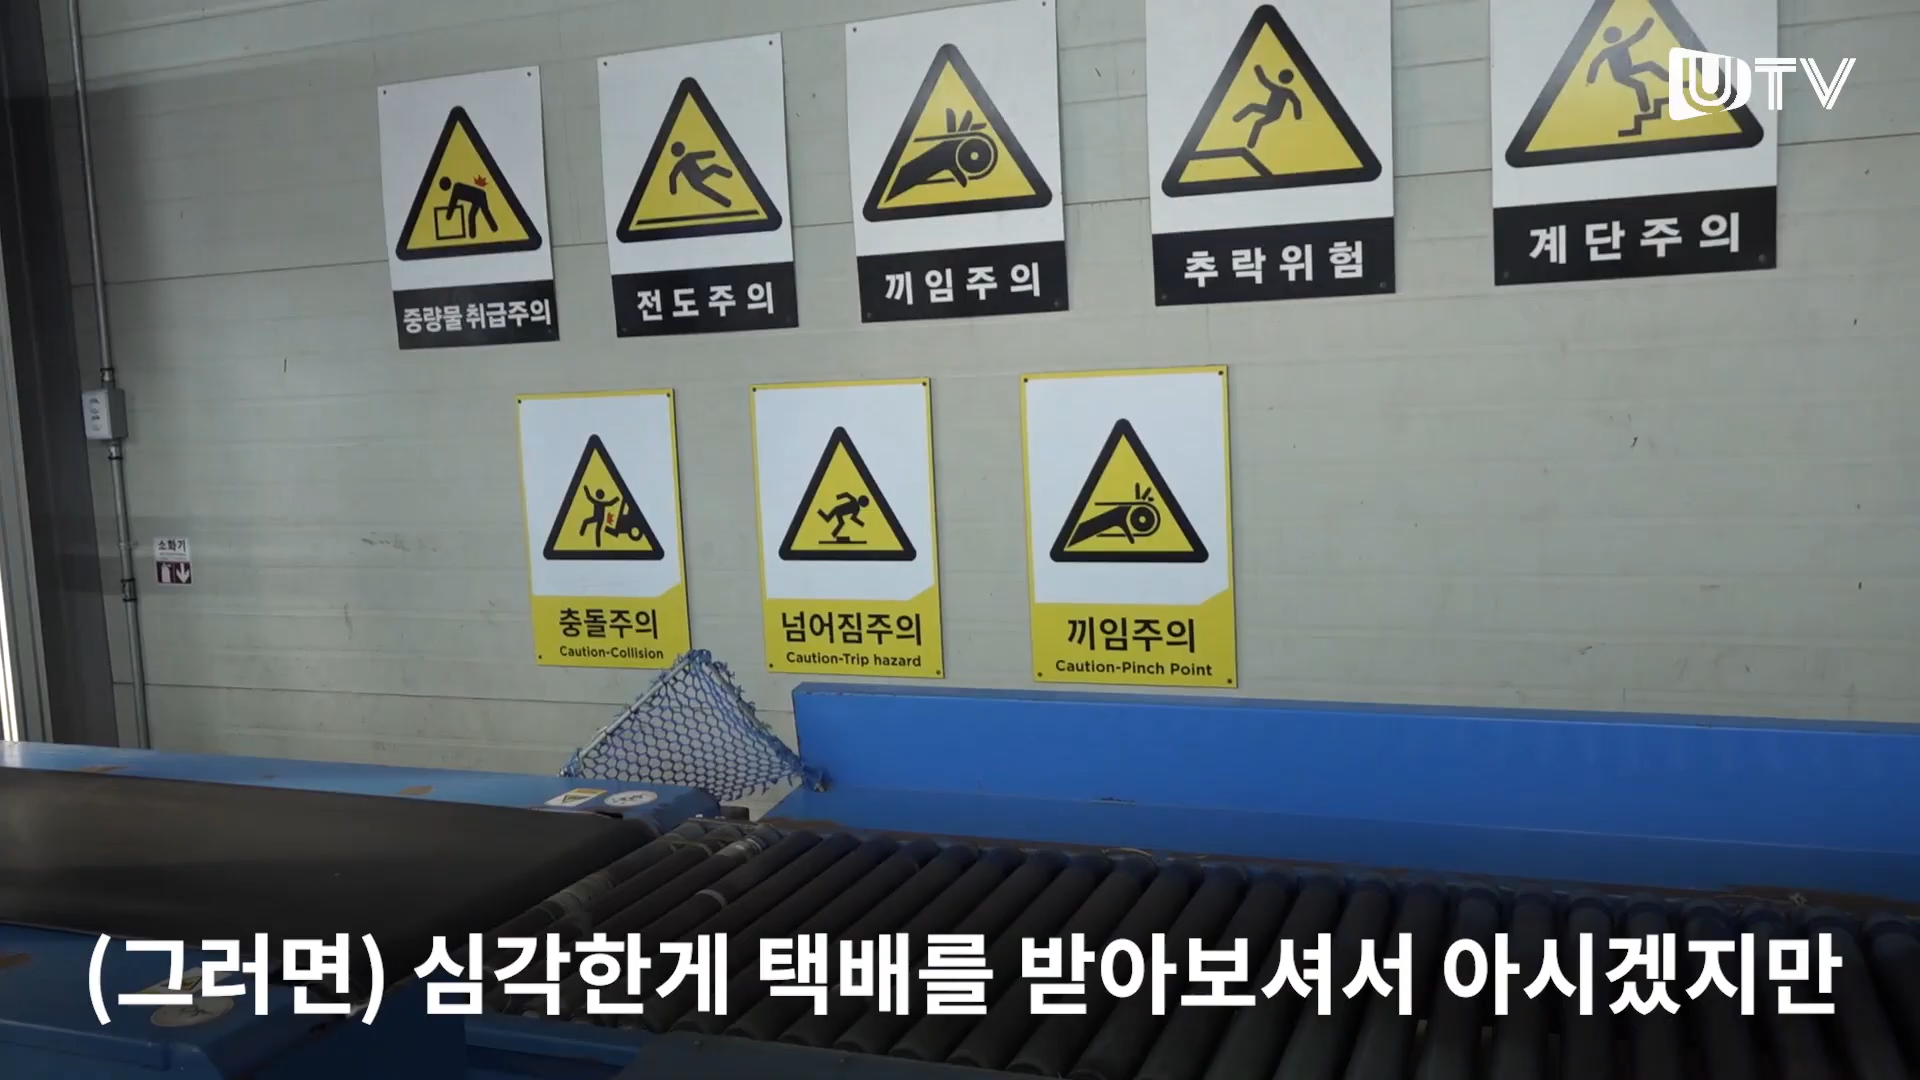 UTV
중량물취급주의
전도주의
끼임주의
추락위험
계단주의
충돌주의
Caution-Collision
넘어짐주의
Caution-Trip hazard
끼임주의
Caution-Pinch Point
소화기
(그러면) 심각한게 택배를 받아보셔서 아시겠지만